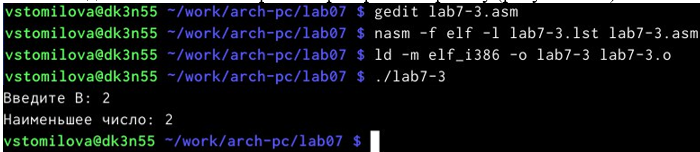 vstomilova@dk3n55 ~/work/arch-pc/lab07 $ gedit lab7-3.asm
vstomilova@dk3n55 ~/work/arch-pc/lab07 $ nasm -f elf -l lab7-3.lst lab7-3.asm
vstomilova@dk3n55 ~/work/arch-pc/lab07 $ ld -m elf_i386 -o lab7-3 lab7-3.o
vstomilova@dk3n55 ~/work/arch-pc/lab07 $ ./lab7-3
Введите В: 2
Наименьшее число: 2
vstomilova@dk3n55 ~/work/arch-pc/lab07 $